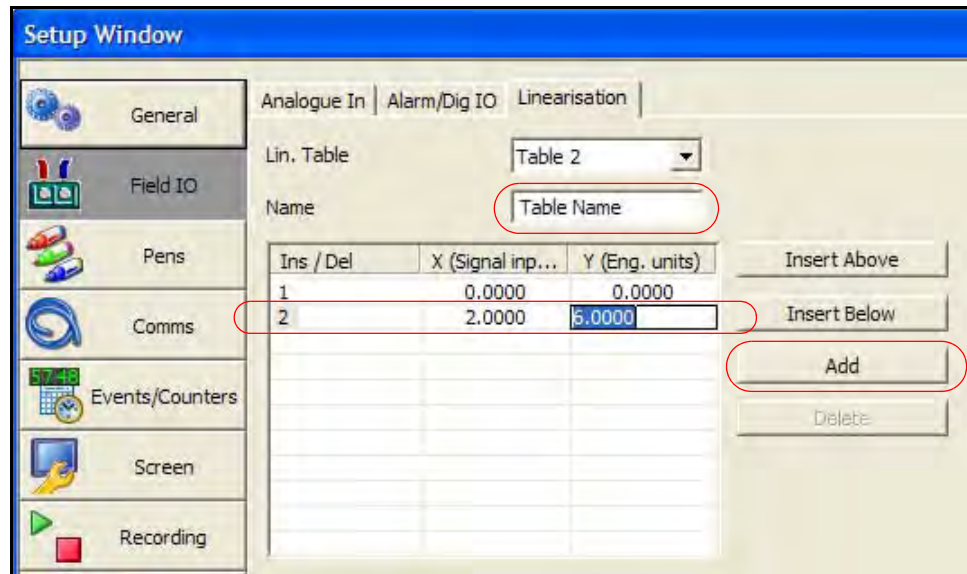 Setup Window
General
Field IO
Pens
Comms
57:48
Events/Counters
Screen
Recording
Analogue In Alarm/Dig IO Linearisation
Lin. Table Table 2
Name Table Name
Ins / Del X (Signal inp... Y (Eng. units)
1 0.0000 0.0000
2 2.0000 6.0000
Insert Above
Insert Below
Add
Delete